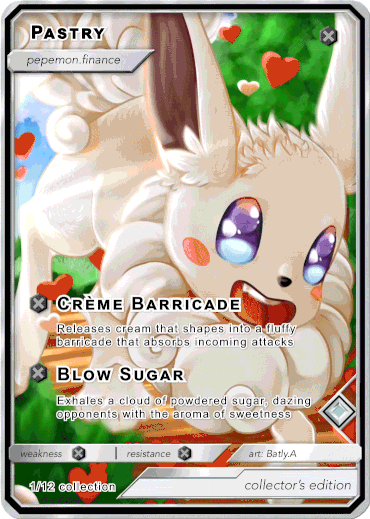 Pastry
pepemon.finance
Crème Barricade
Releases cream that shapes into a fluffy
barricade that absorbs incoming attacks
Blow Sugar
Exhales a cloud of powdered sugar, dazing
opponents with the aroma of sweetness
weakness resistance art: Batly.A
1/12 collection collector's edition